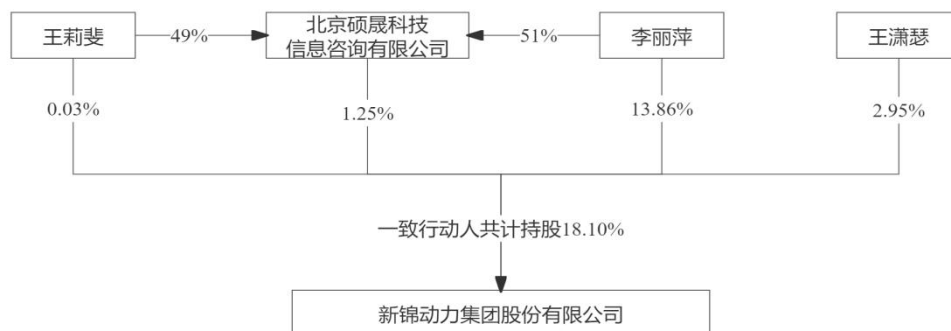 王莉斐
49%
北京硕晟科技
信息咨询有限公司
51%
李丽萍
王潇瑟
0.03%
1.25%
13.86%
2.95%
一致行动人共计持股18.10%
新锦动力集团股份有限公司